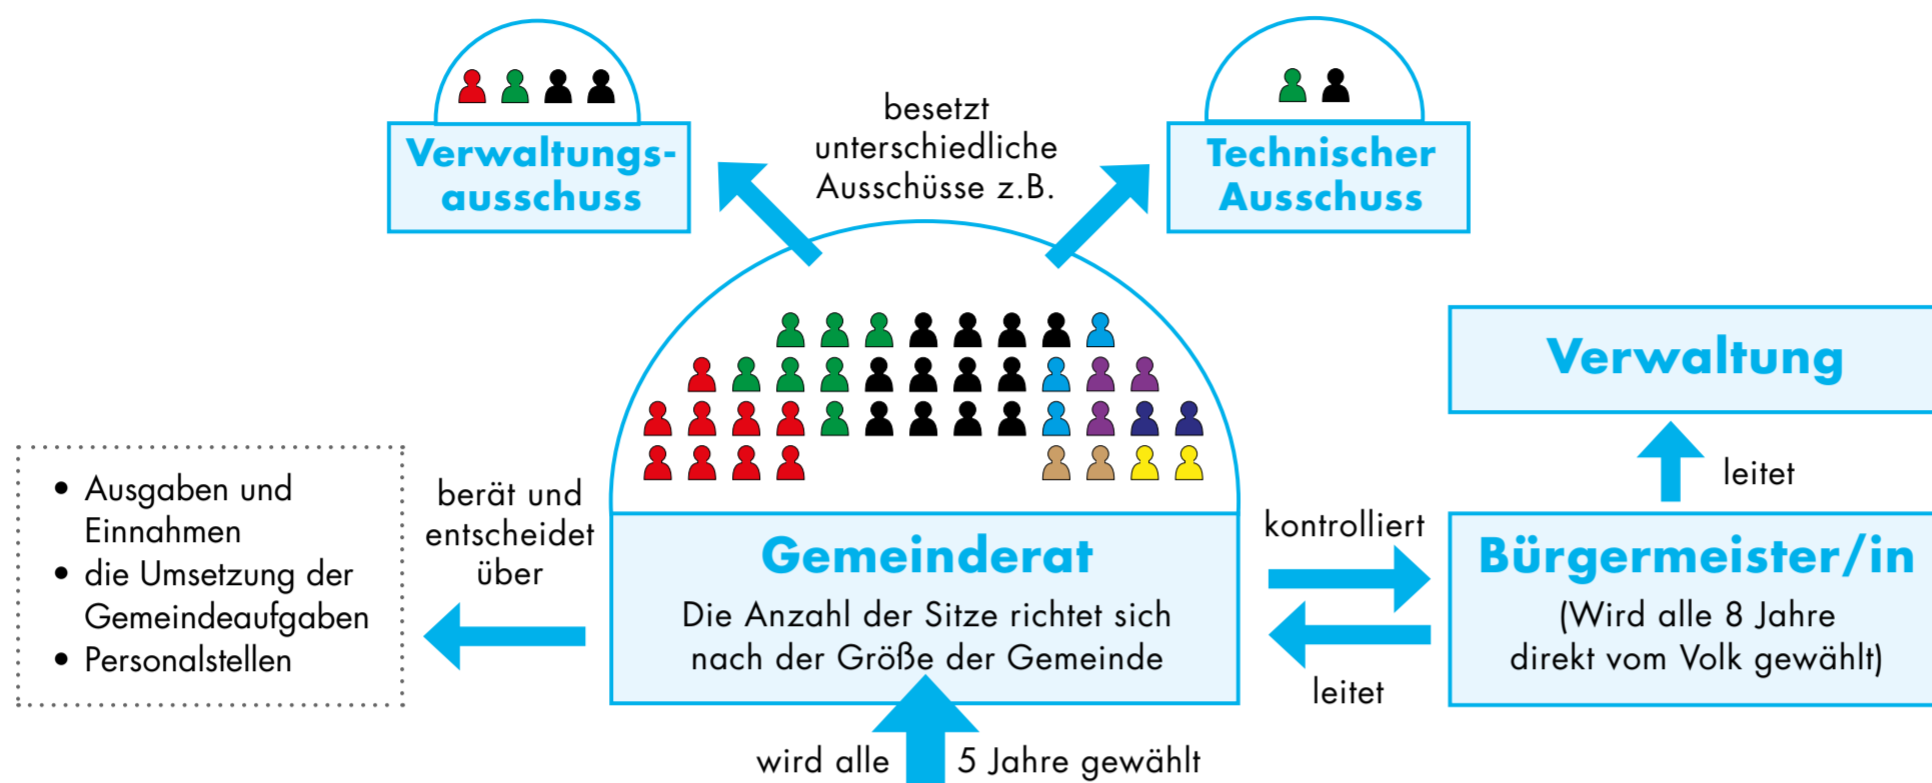 Verwaltungs-
ausschuss
besetzt
unterschiedliche
Ausschüsse z.B.
Technischer
Ausschuss
Verwaltung
leitet
• Ausgaben und
Einnahmen
• die Umsetzung der
Gemeindeaufgaben
• Personalstellen
berät und
entscheidet
über
Gemeinderat
Die Anzahl der Sitze richtet sich
nach der Größe der Gemeinde
kontrolliert
leitet
Bürgermeister/in
(Wird alle 8 Jahre
direkt vom Volk gewählt)
wird alle 5 Jahre gewählt